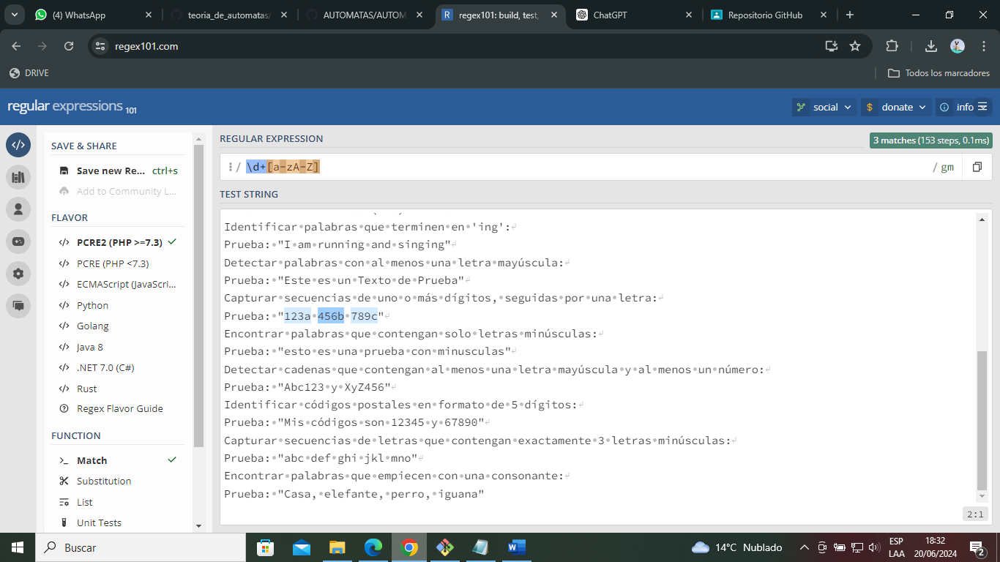 (4) WhatsApp
teoria_de_automatas/
AUTOMATAS/AUTOM
regex101: build, test,
ChatGPT
Repositorio GitHub
regex101.com
DRIVE
Todos los marcadores
regular expressions 101
social
$ donate
info
SAVE & SHARE
Save new Re... ctrl+s
Add to Community L...
FLAVOR
PCRE2 (PHP >=7.3)
PCRE (PHP <7.3)
ECMAScript (JavaScri...
Python
Golang
Java 8
.NET 7.0 (C#)
Rust
Regex Flavor Guide
FUNCTION
Match
Substitution
List
Unit Tests
REGULAR EXPRESSION
3 matches (153 steps, 0.1ms)
/ \d+[a-zA-Z] / gm
TEST STRING
Identificar palabras que terminen en 'ing':
Prueba: "I am running and singing"
Detectar palabras con al menos una letra mayúscula:
Prueba: "Este es un Texto de Prueba"
Capturar secuencias de uno o más dígitos, seguidas por una letra:
Prueba: "123a 456b 789c"
Encontrar palabras que contengan solo letras minúsculas:
Prueba: "esto es una prueba con minusculas"
Detectar cadenas que contengan al menos una letra mayúscula y al menos un número:
Prueba: "Abc123 y XyZ456"
Identificar códigos postales en formato de 5 dígitos:
Prueba: "Mis códigos son 12345 y 67890"
Capturar secuencias de letras que contengan exactamente 3 letras minúsculas:
Prueba: "abc def ghi jkl mno"
Encontrar palabras que empiecen con una consonante:
Prueba: "Casa, elefante, perro, iguana"
2:1
Buscar
14°C Nublado
ESP
LAA
18:32
20/06/2024
2